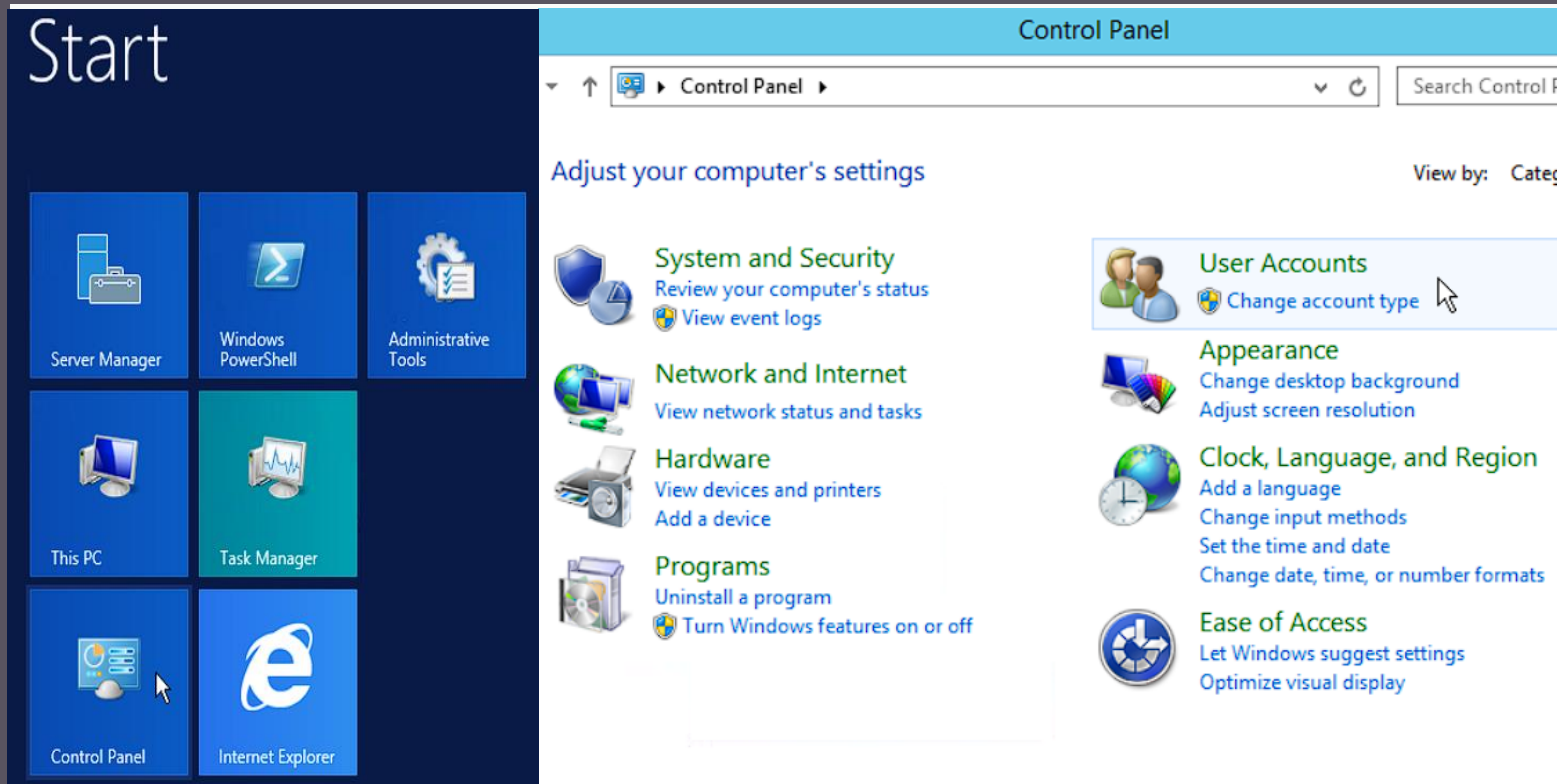 Start
Server Manager
Windows
PowerShell
Administrative
Tools
This PC
Task Manager
Control Panel
Internet Explorer
Control Panel
Control Panel
Search Control P
Adjust your computer's settings
View by: Categ
System and Security
Review your computer's status
View event logs
Network and Internet
View network status and tasks
Hardware
View devices and printers
Add a device
Programs
Uninstall a program
Turn Windows features on or off
User Accounts
Change account type
Appearance
Change desktop background
Adjust screen resolution
Clock, Language, and Region
Add a language
Change input methods
Set the time and date
Change date, time, or number formats
Ease of Access
Let Windows suggest settings
Optimize visual display